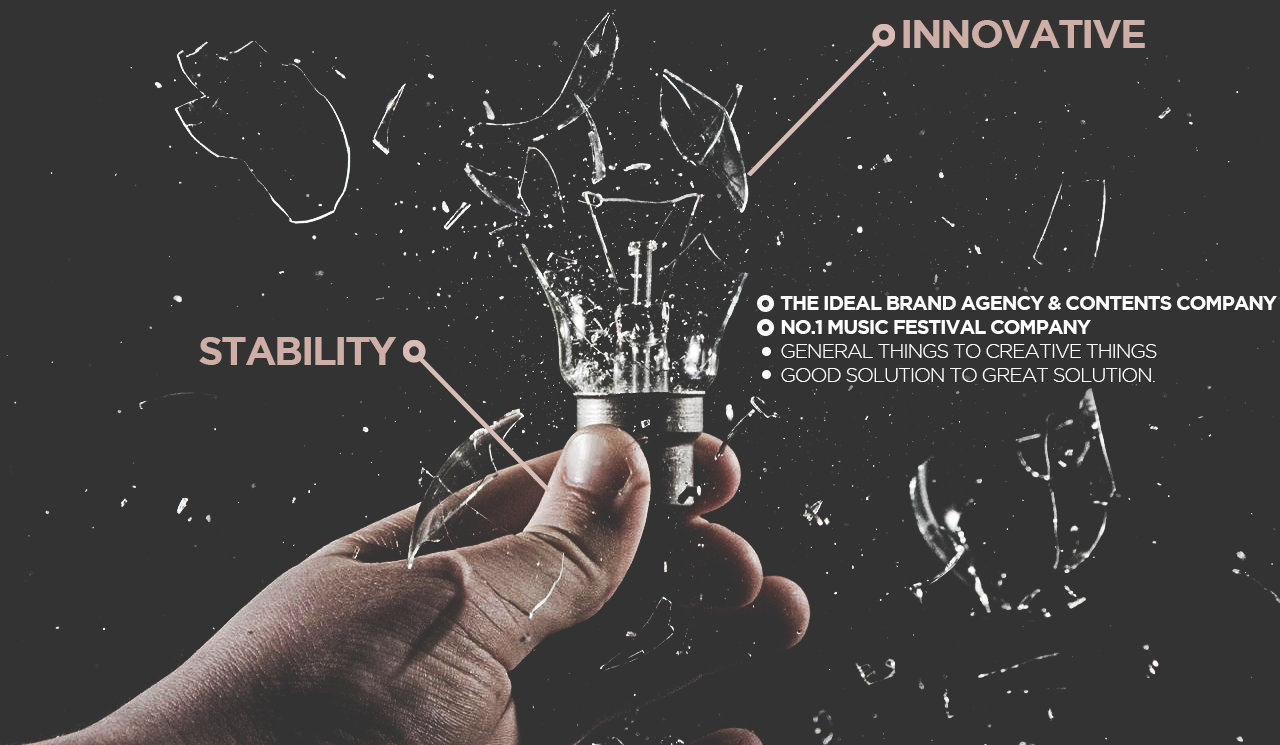 INNOVATIVE
THE IDEAL BRAND AGENCY & CONTENTS COMPANY
NO.1 MUSIC FESTIVAL COMPANY
GENERAL THINGS TO CREATIVE THINGS
GOOD SOLUTION TO GREAT SOLUTION.
STABILITY